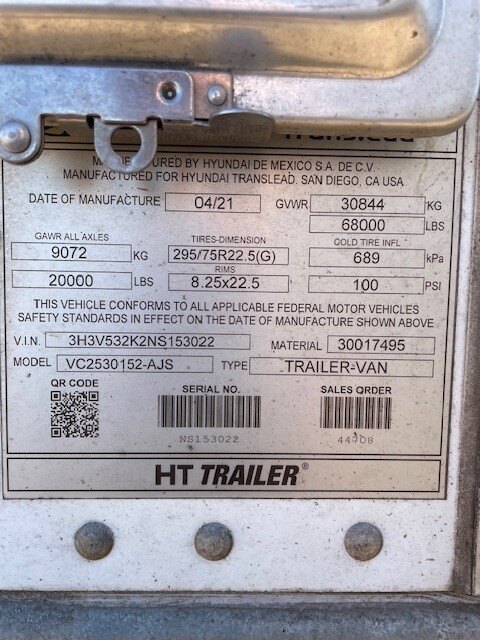 BY HYUNDAI DE MEXICO S.A. DE C.V.
MANUFACTURED FOR HYUNDAI TRANSLEAD, SAN DIEGO, CA USA
DATE OF MANUFACTURE 04/21 GVWR 30844 KG
68000 LBS
GAWR ALL AXLES TIRES-DIMENSION COLD TIRE INFL
9072 KG 295/75R22.5(G) 689 kPa
RIMS
20000 LBS 8.25x22.5 100 PSI
THIS VEHICLE CONFORMS TO ALL APPLICABLE FEDERAL MOTOR VEHICLES
SAFETY STANDARDS IN EFFECT ON THE DATE OF MANUFACTURE SHOWN ABOVE.
V.I.N. 3H3V532K2NS153022 MATERIAL 30017495
MODEL VC2530152-AJS TYPE TRAILER-VAN
QR CODE SERIAL NO. SALES ORDER
NS153022 44708
HT TRAILER®